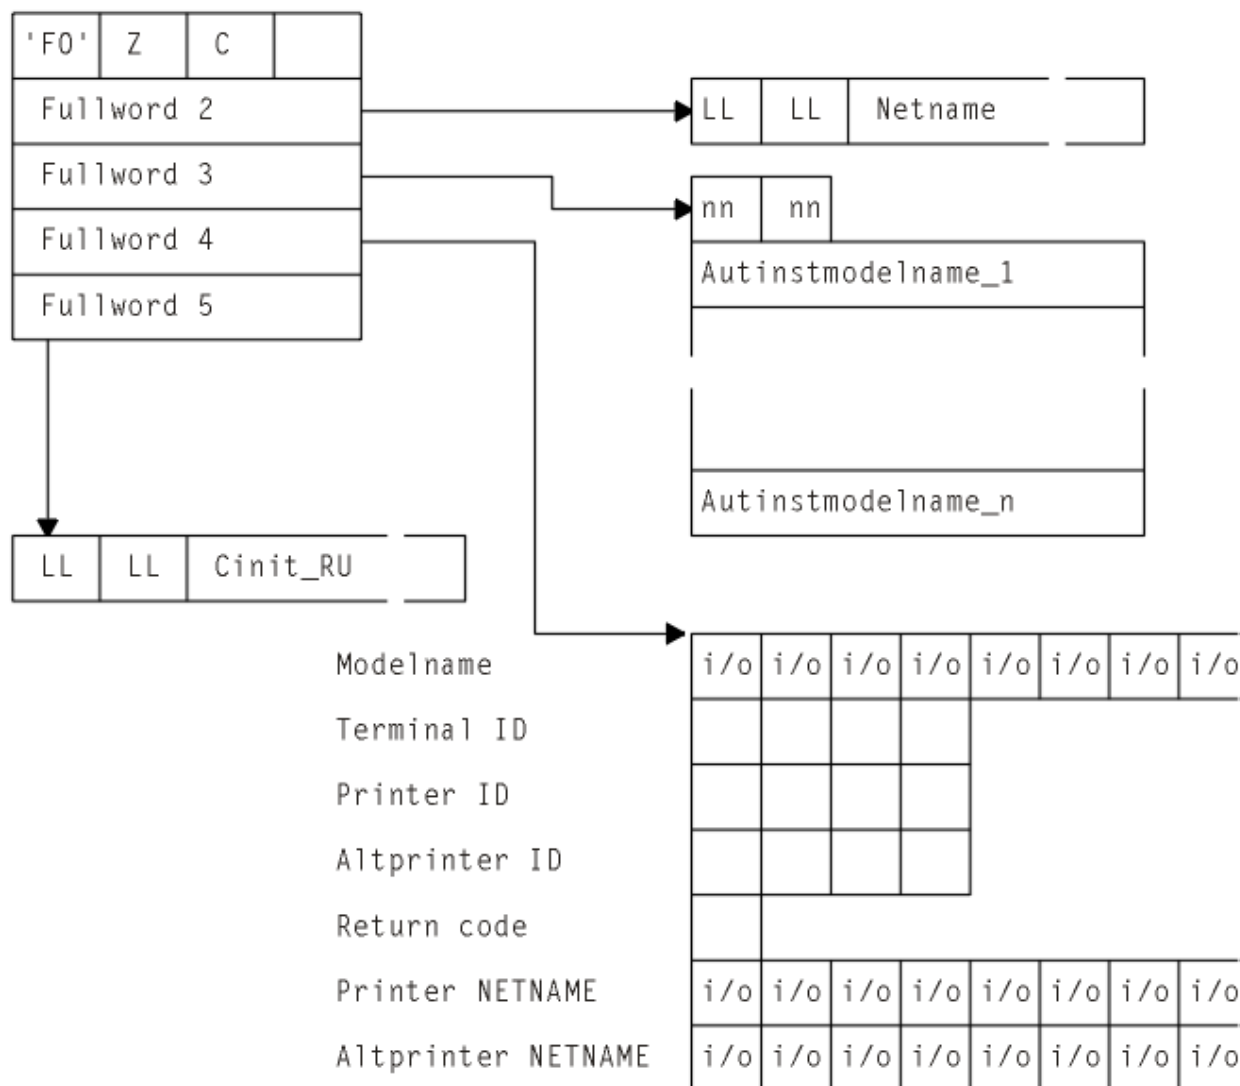 'F0' Z C
Fullword 2
LL LL Netname
Fullword 3
nn nn
Fullword 4
Autinstmodelname_1
Fullword 5
Autinstmodelname_n
LL LL Cinit_RU
Modelname i/o i/o i/o i/o i/o i/o i/o i/o
Terminal ID
Printer ID
Altprinter ID
Return code
Printer NETNAME i/o i/o i/o i/o i/o i/o i/o i/o
Altprinter NETNAME i/o i/o i/o i/o i/o i/o i/o i/o